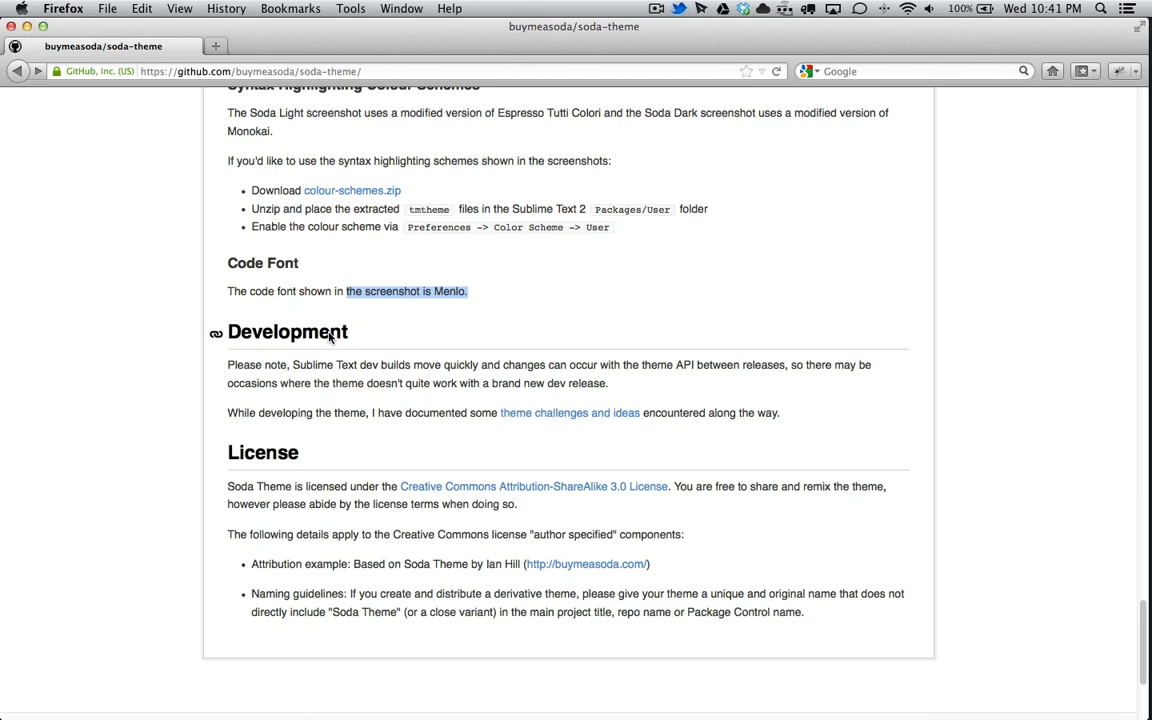 Firefox File Edit View History Bookmarks Tools Window Help 100% Wed 10:41 PM
buymeasoda/soda-theme
buymeasoda/soda-theme
GitHub, Inc. (US) https://github.com/buymeasoda/soda-theme/ Google
Syntax Highlighting Colour Schemes
The Soda Light screenshot uses a modified version of Espresso Tutti Colori and the Soda Dark screenshot uses a modified version of
Monokai.
If you'd like to use the syntax highlighting schemes shown in the screenshots:
• Download colour-schemes.zip
• Unzip and place the extracted tmtheme files in the Sublime Text 2 Packages/User folder
• Enable the colour scheme via Preferences -> Color Scheme -> User
Code Font
The code font shown in the screenshot is Menlo.
Development
Please note, Sublime Text dev builds move quickly and changes can occur with the theme API between releases, so there may be
occasions where the theme doesn't quite work with a brand new dev release.
While developing the theme, I have documented some theme challenges and ideas encountered along the way.
License
Soda Theme is licensed under the Creative Commons Attribution-ShareAlike 3.0 License. You are free to share and remix the theme,
however please abide by the license terms when doing so.
The following details apply to the Creative Commons license "author specified" components:
• Attribution example: Based on Soda Theme by Ian Hill (http://buymeasoda.com/)
• Naming guidelines: If you create and distribute a derivative theme, please give your theme a unique and original name that does not
directly include "Soda Theme" (or a close variant) in the main project title, repo name or Package Control name.